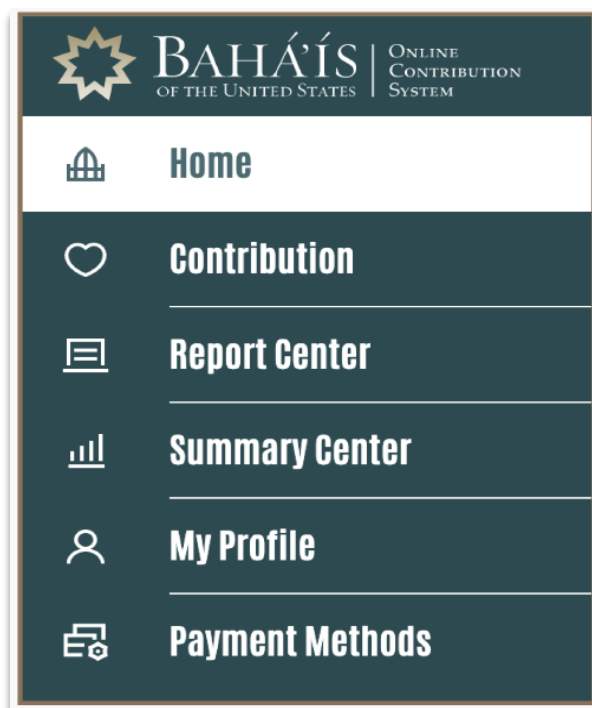 BAHÁ’ÍS
OF THE UNITED STATES
ONLINE
CONTRIBUTION
SYSTEM
Home
Contribution
Report Center
Summary Center
My Profile
Payment Methods